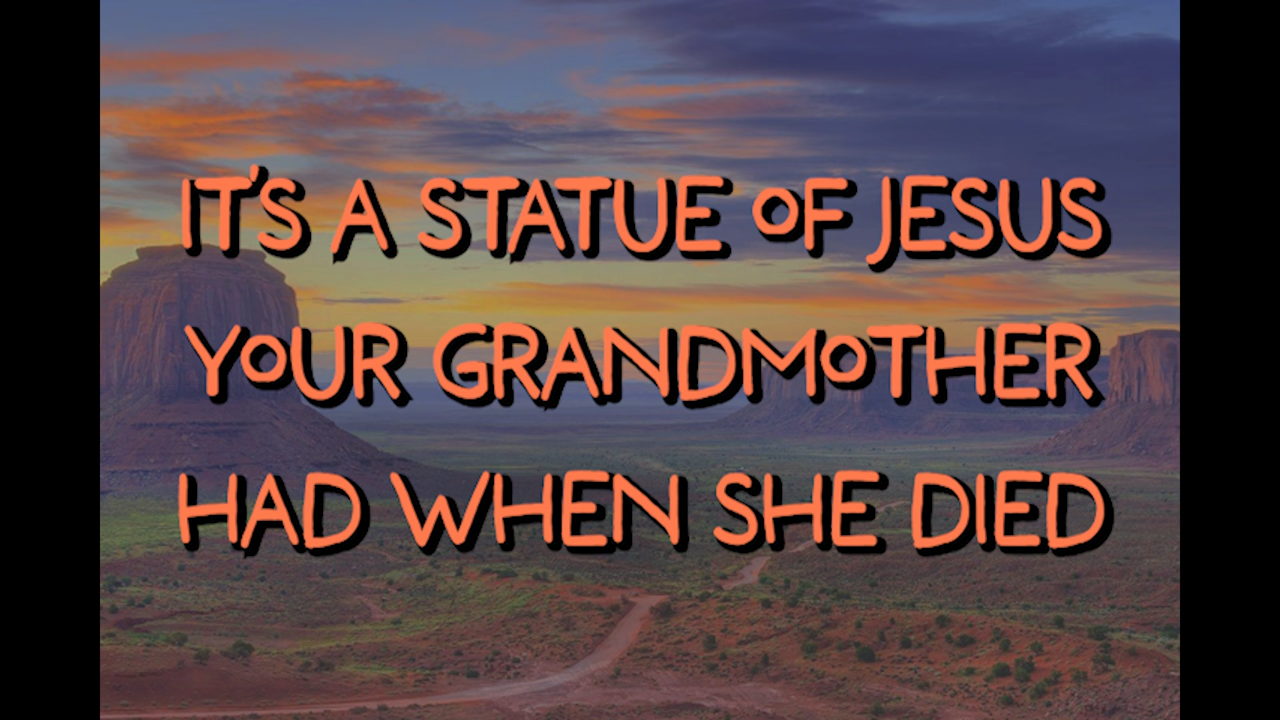 IT'S A STATUE OF JESUS
YOUR GRANDMOTHER
HAD WHEN SHE DIED